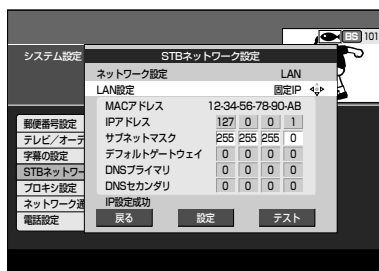 BS 101
システム設定
STBネットワーク設定
ネットワーク設定 LAN
LAN設定 固定IP
MACアドレス 12-34-56-78-90-AB
IPアドレス 127 0 0 1
郵便番号設定
サブネットマスク 255 255 255 0
テレビ／オーデ
デフォルトゲートウェイ 0 0 0 0
字幕の設定
DNSプライマリ 0 0 0 0
STBネットワー
DNSセカンダリ 0 0 0 0
プロキシ設定
IP設定成功
ネットワーク通
戻る 設定 テスト
電話設定